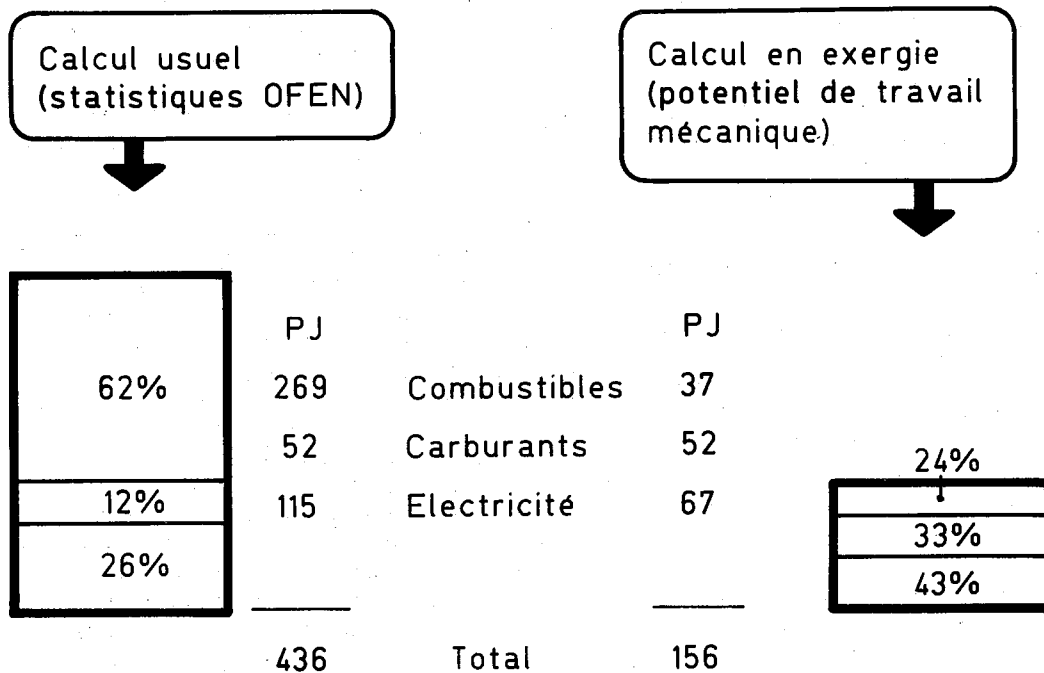 Calcul usuel
(statistiques OFEN)
Calcul en exergie
(potentiel de travail
mécanique)
PJ PJ
62% 269 Combustibles 37
52 Carburants 52
24%
12% 115 Electricité 67
33%
26%
43%
436 Total 156